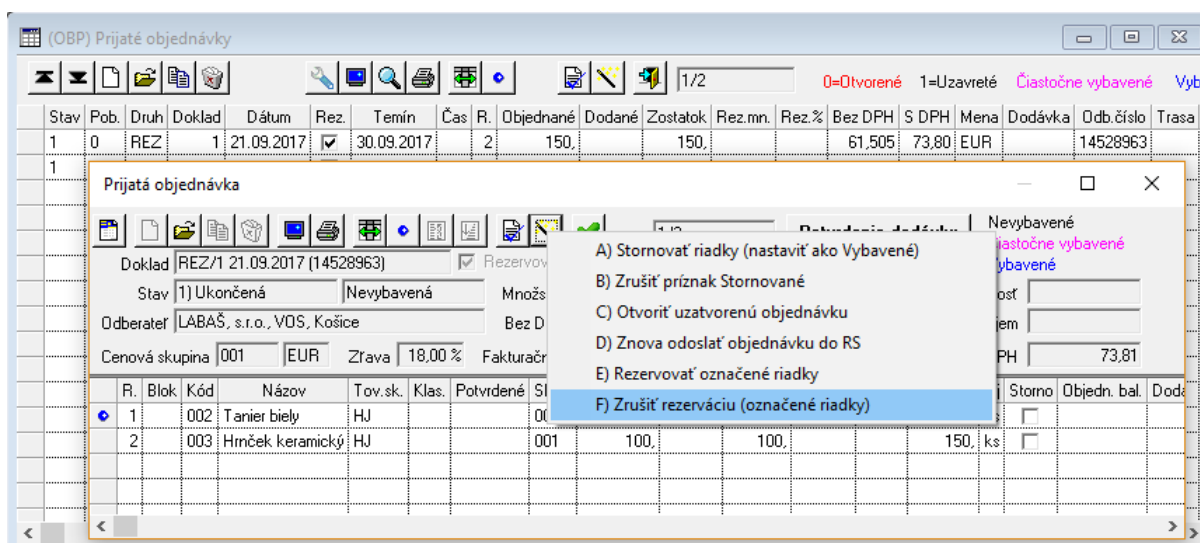 (OBP) Prijaté objednávky
1/2 0=Otvorené 1=Uzavreté Čiastočne vybavené
Stav Pob. Druh Doklad Dátum Rez. Temín Čas R. Objednané Dodané Zostatok Rez.mn. Rez.% Bez DPH S DPH Mena Dodávka Odb.číslo Trasa
1 0 REZ 1 21.09.2017 30.09.2017 2 150, 150, 61,505 73,80 EUR 14528963
1
Prijatá objednávka
Nevybavené
A) Stornovať riadky (nastaviť ako Vybavené)
Doklad REZ/1 21.09.2017 (14528963)
B) Zrušiť príznak Stornované
Stav 1) Ukončená Nevybavená
C) Otvoriť uzatvorenú objednávku
Odberateľ LABAŠ, s.r.o., VOS, Košice Bez D
D) Znova odoslať objednávku do RS
Cenová skupina 001 EUR Zľava 18,00 % 73,81
E) Rezervovať označené riadky
R. Blok Kód Názov Tov.sk. Klas. Potvrdené Storno Objedn. bal.
F) Zrušiť rezerváciu (označené riadky)
1 002 Tanier biely HJ
2 003 Hrnček keramický HJ 001 100, 100, 150, ks